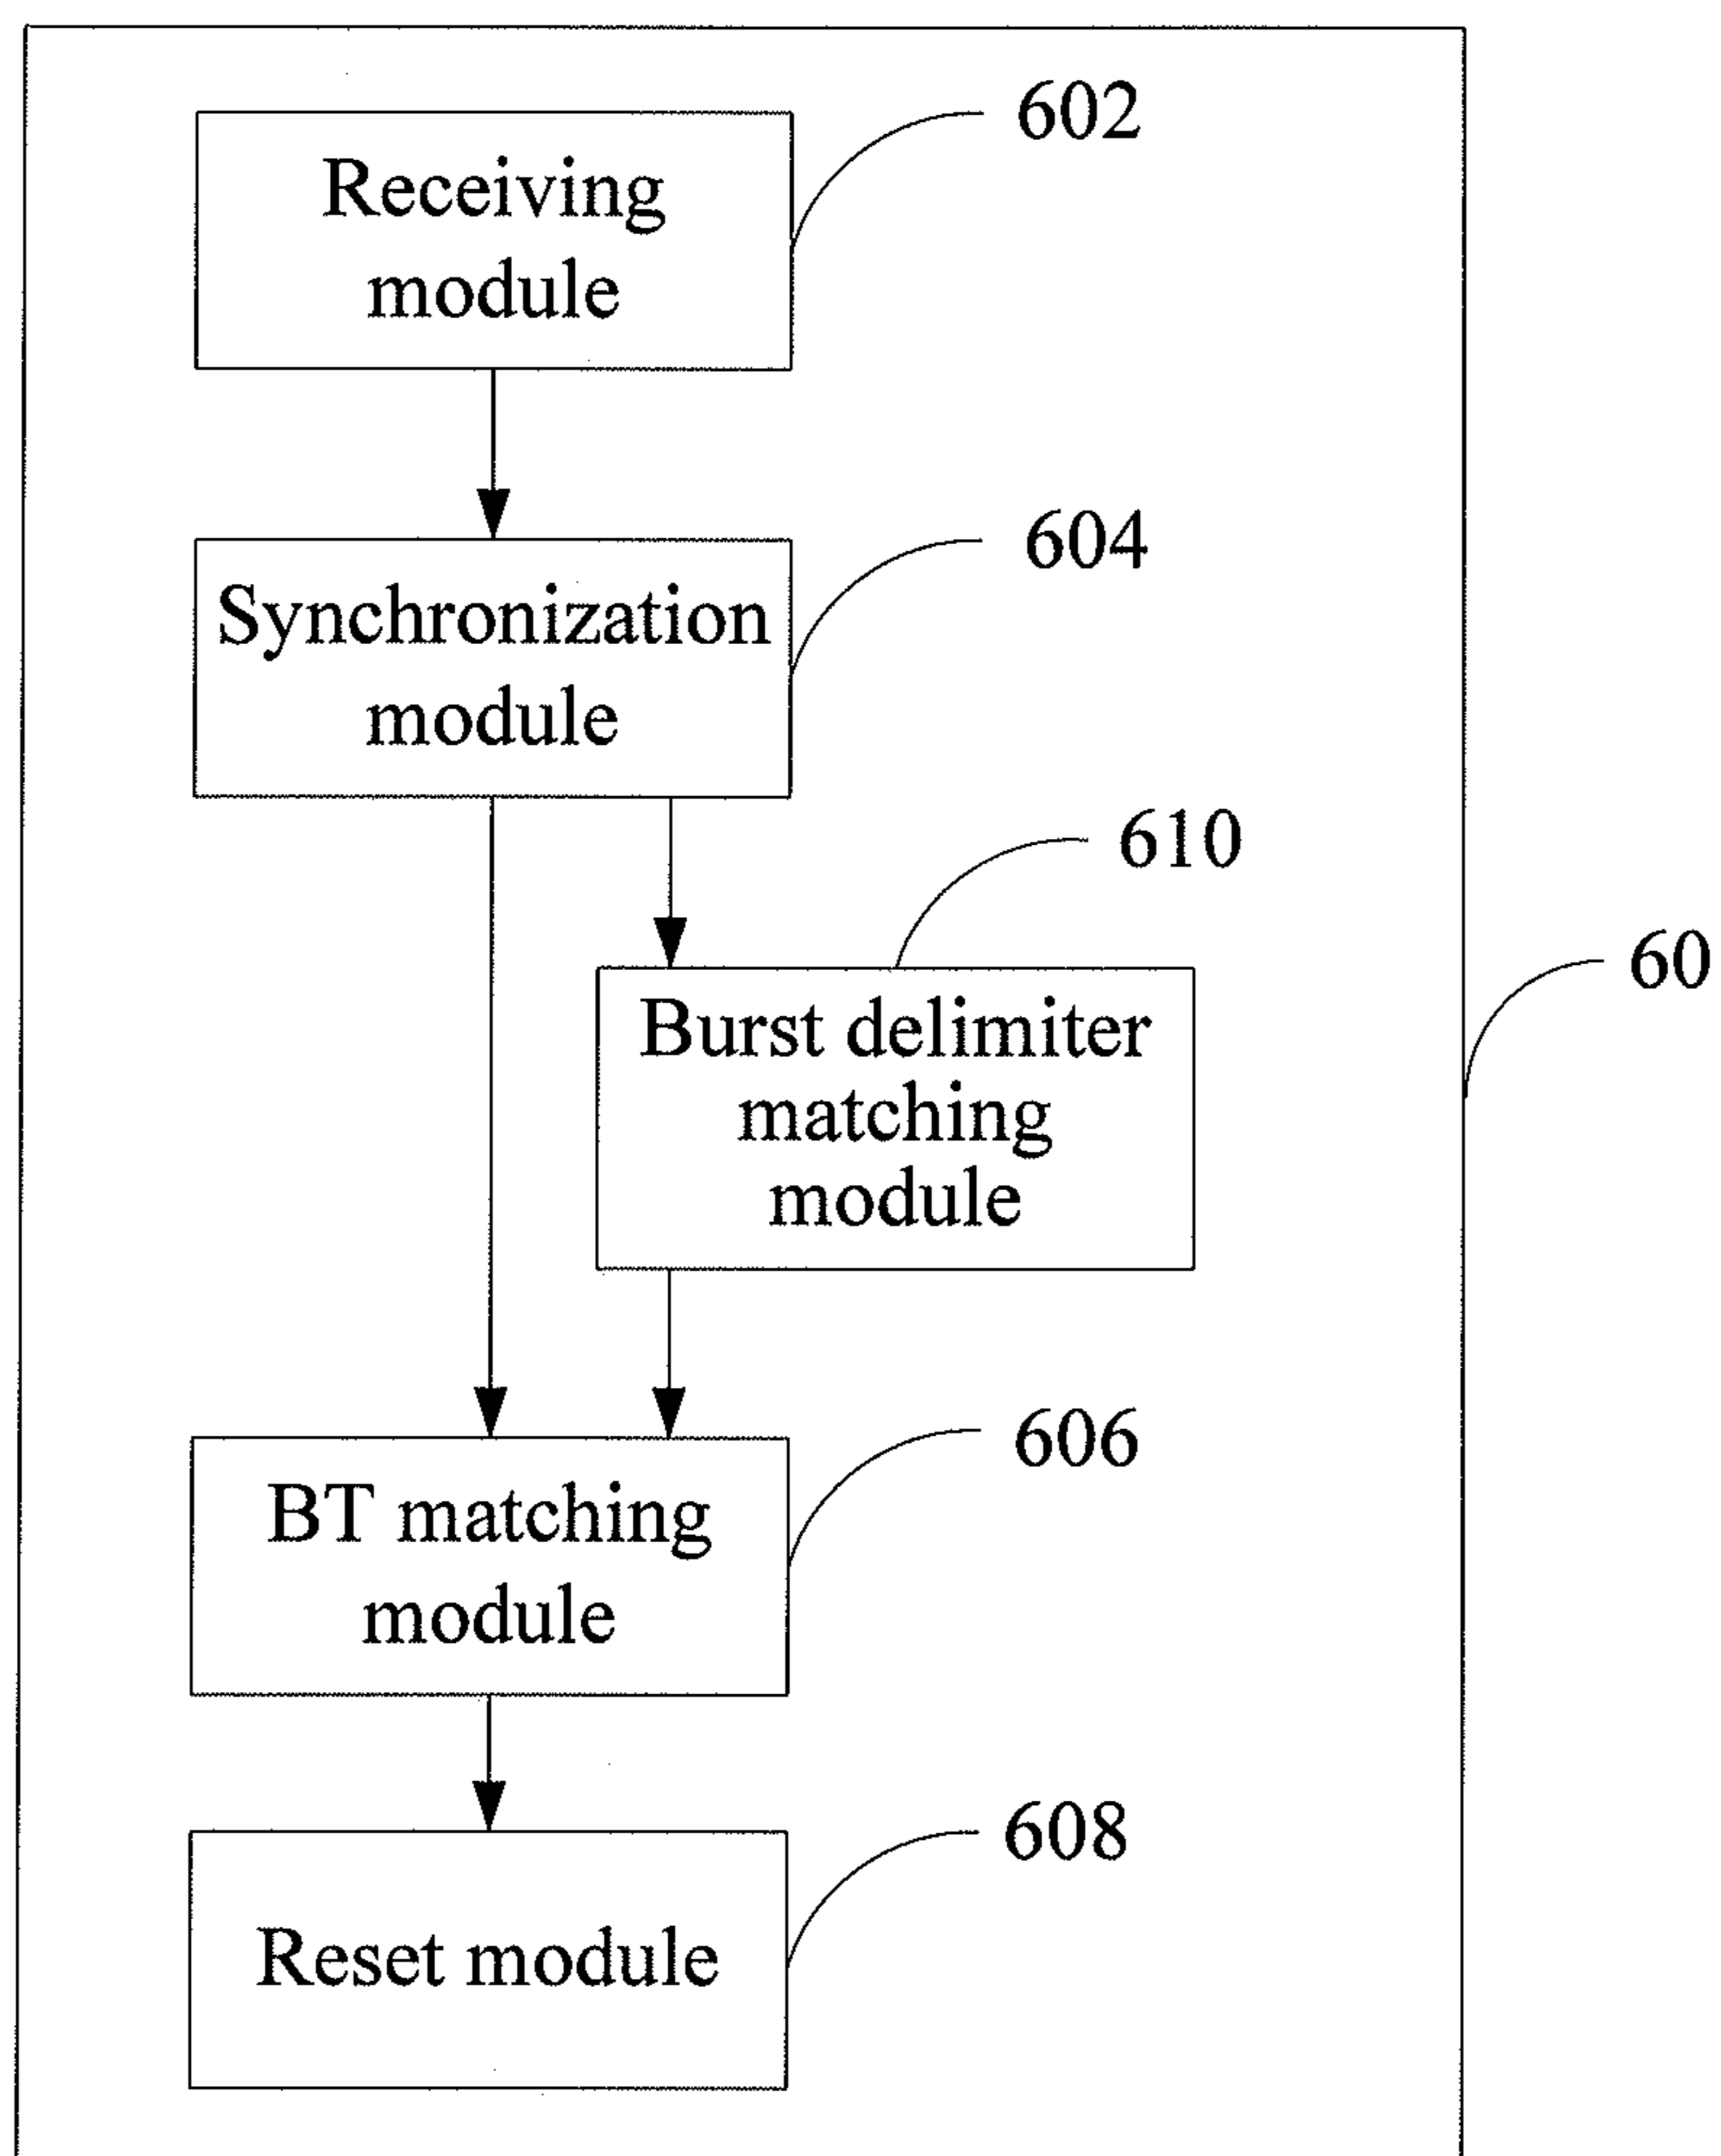 602
Receiving
module
604
Synchronization
module
610
60
Burst delimiter
matching
module
606
BT matching
module
608
Reset module